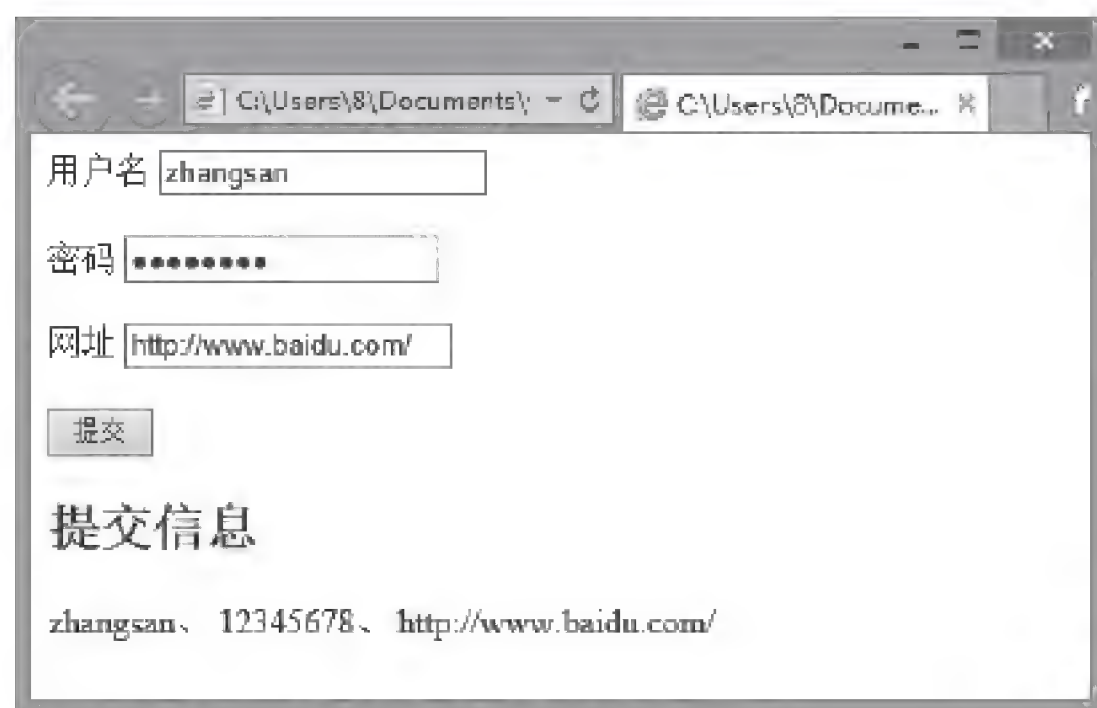 C:\Users\8\Documents\
C:\Users\8\Docume...
用户名 zhangsan
密码 ••••••••
网址 http://www.baidu.com/
提交
提交信息
zhangsan、 12345678、 http://www.baidu.com/